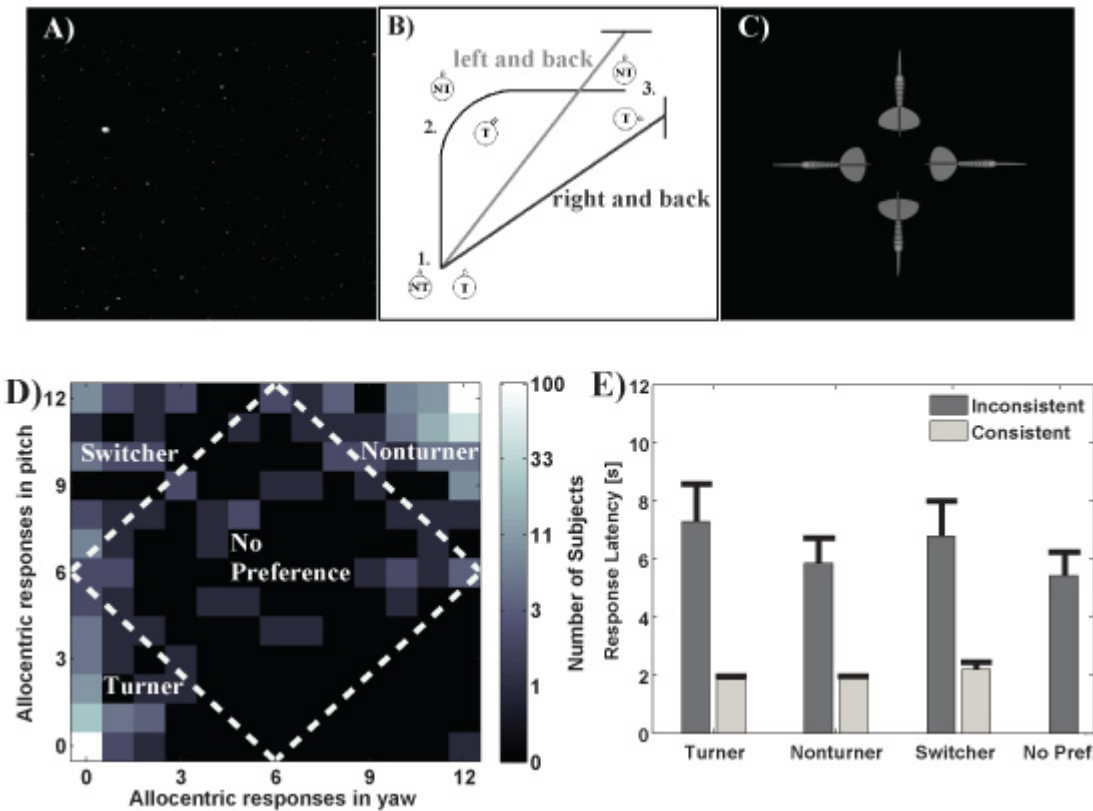 A)
B)
left and back
NT
NT
2.
T
3.
T
right and back
1.
NT
T
C)
D)
12
9
6
3
0
Allocentric responses in pitch
Switcher
Nonturner
No
Preference
Turner
0
3
6
9
12
Allocentric responses in yaw
100
33
11
3
1
0
Number of Subjects
E)
12
10
8
6
4
2
0
Response Latency [s]
Inconsistent
Consistent
Turner
Nonturner
Switcher
No Pref.